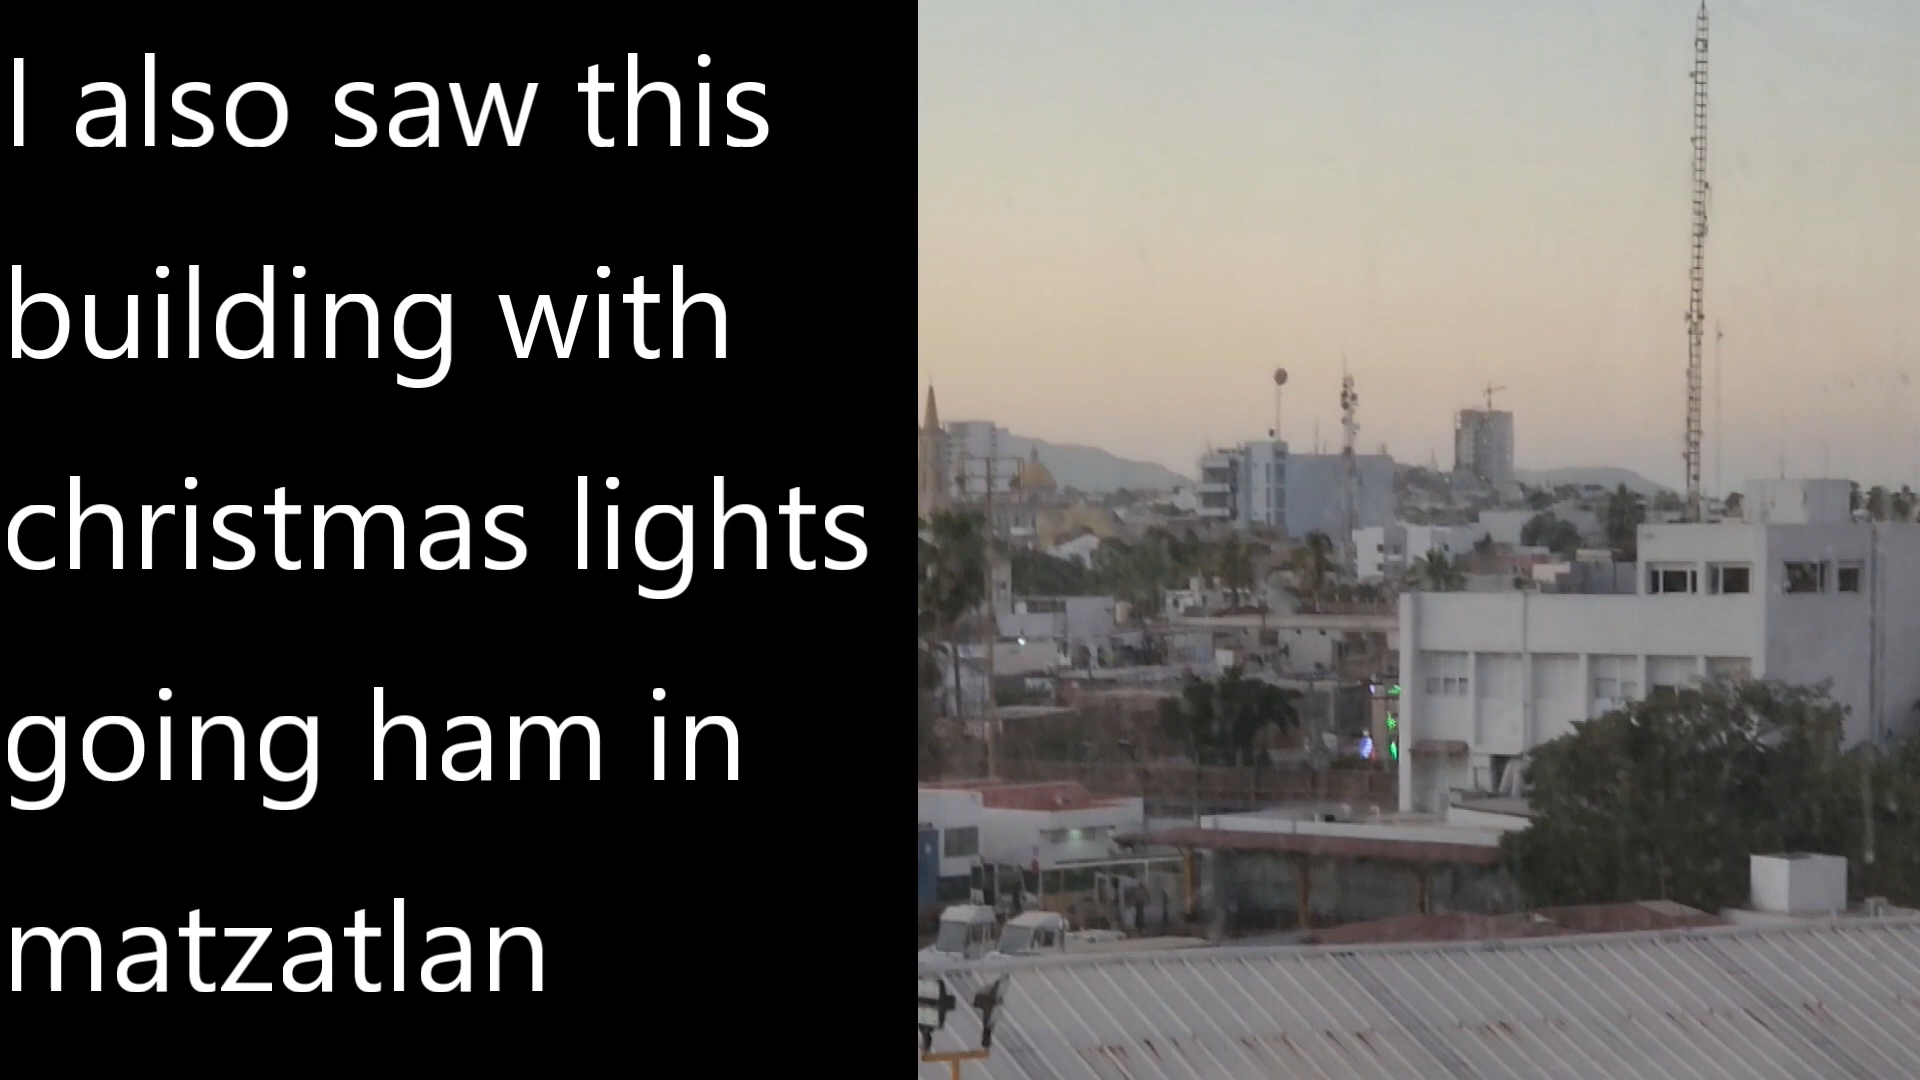 I also saw this
building with
christmas lights
going ham in
matzatlan